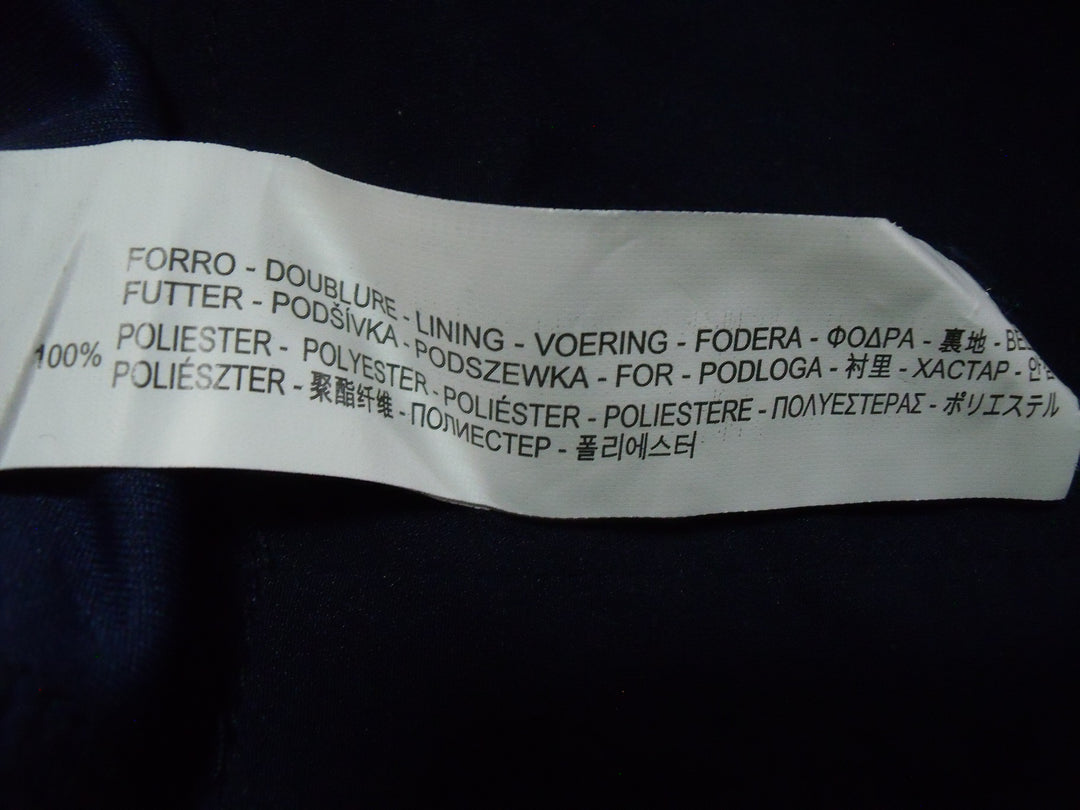 FORRO - DOUBLURE - LINING - VOERING - FODERA - ΦΟΔΡΑ - 裏地 -
FUTTER - PODŠÍVKA - PODSZEWKA - FOR - PODLOGA - 衬里 - ХАСТАР -
100% POLIESTER - POLYESTER - POLIÉSTER - POLIESTERE - ΠΟΛΥΕΣΤΕΡΑΣ - ポリエステル
POLIÉSZTER - 聚酯纤维 - ПОЛИЕСТЕР - 폴리에스터